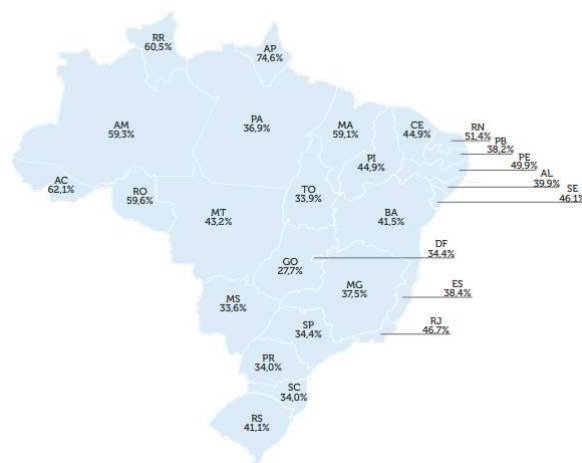 RR
60,5%
AP
74,6%
AM
59,3%
PA
36,9%
MA
59,1%
CE
44,9%
RN
51,4%
PB
38,2%
PE
49,9%
AL
39,9%
SE
46,1%
PI
44,9%
AC
62,1%
RO
59,6%
TO
33,9%
MT
43,2%
BA
41,5%
DF
34,4%
GO
27,7%
MG
37,5%
ES
38,4%
MS
33,6%
SP
34,4%
RJ
46,7%
PR
34,0%
SC
34,0%
RS
41,1%